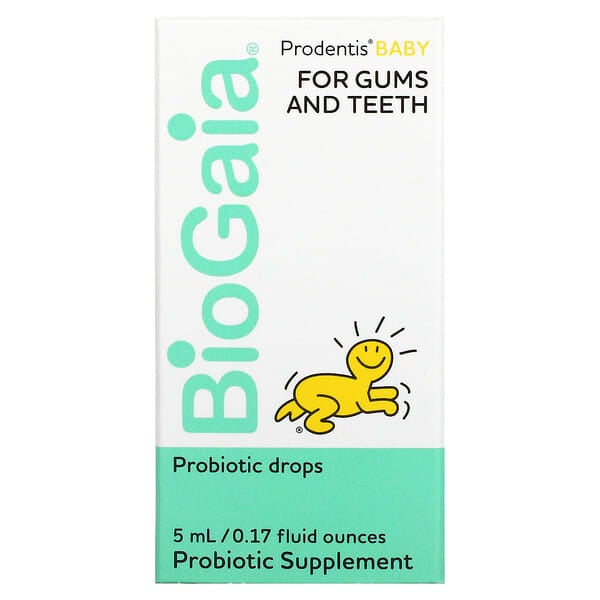 BioGaia®
Prodentis® BABY
FOR GUMS
AND TEETH
®
Probiotic drops
5 mL / 0.17 fluid ounces
Probiotic Supplement